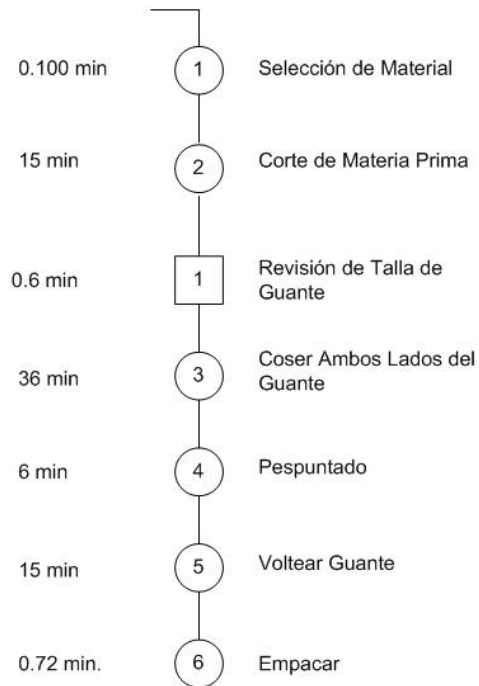 0.100 min 1 Selección de Material
15 min 2 Corte de Materia Prima
0.6 min 1 Revisión de Talla de
Guante
36 min 3 Coser Ambos Lados del
Guante
6 min 4 Pespuntado
15 min 5 Voltear Guante
0.72 min. 6 Empacar